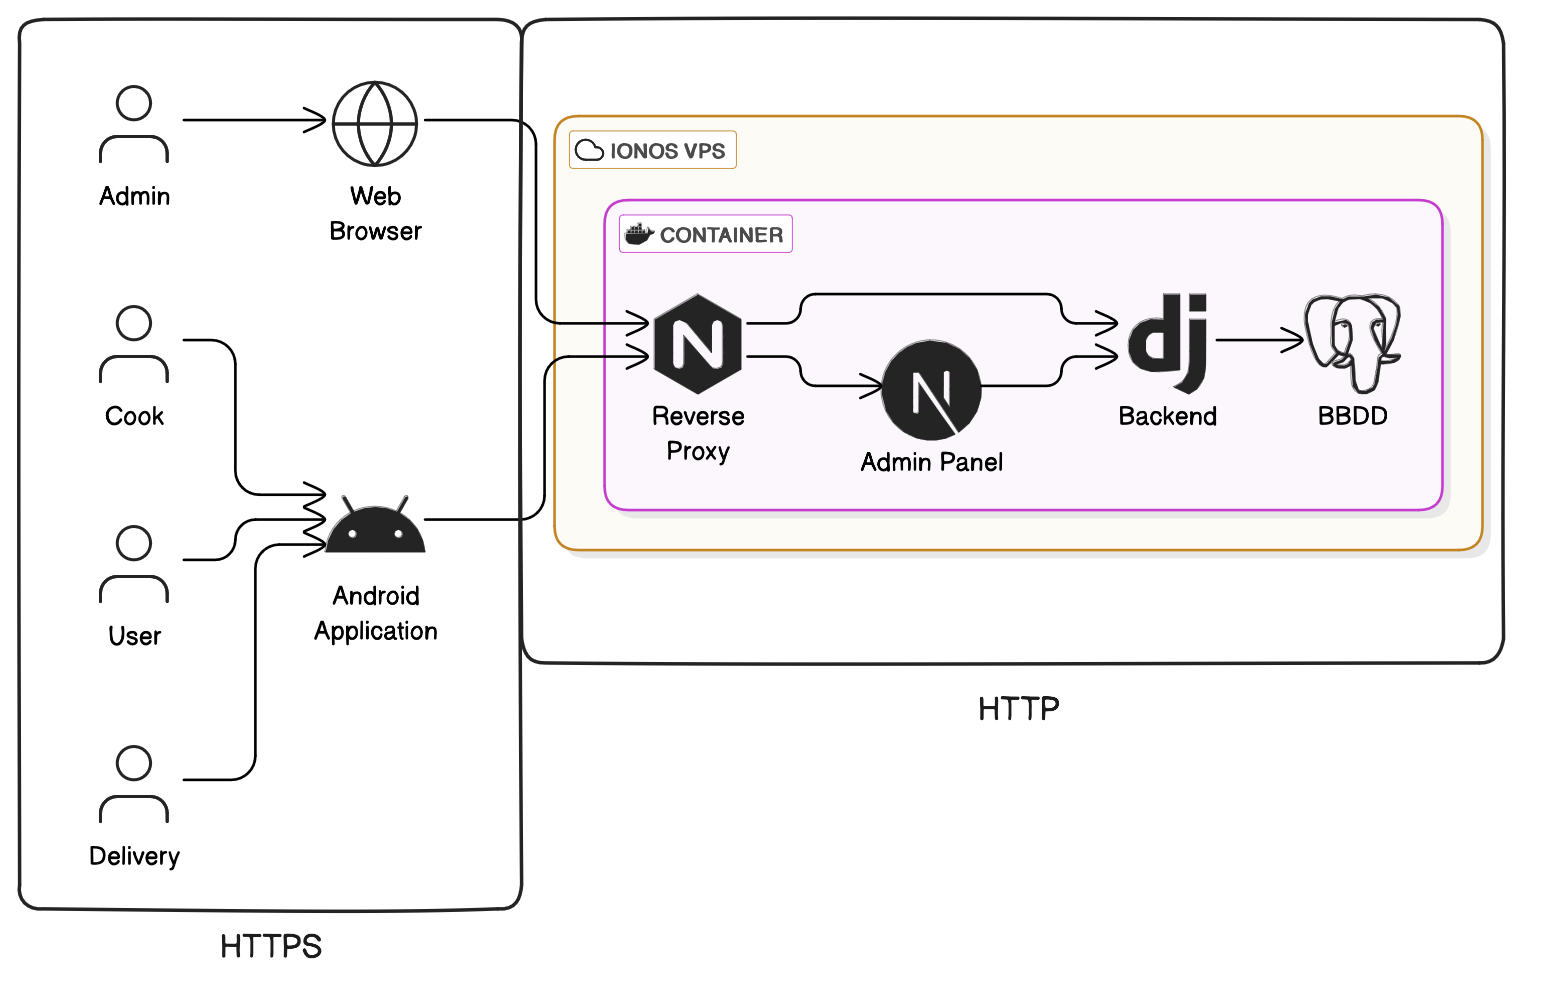 Admin
Web
Browser
IONOS VPS
CONTAINER
Cook
Reverse
Proxy
Admin Panel
Backend
BBDD
User
Android
Application
HTTP
Delivery
HTTPS